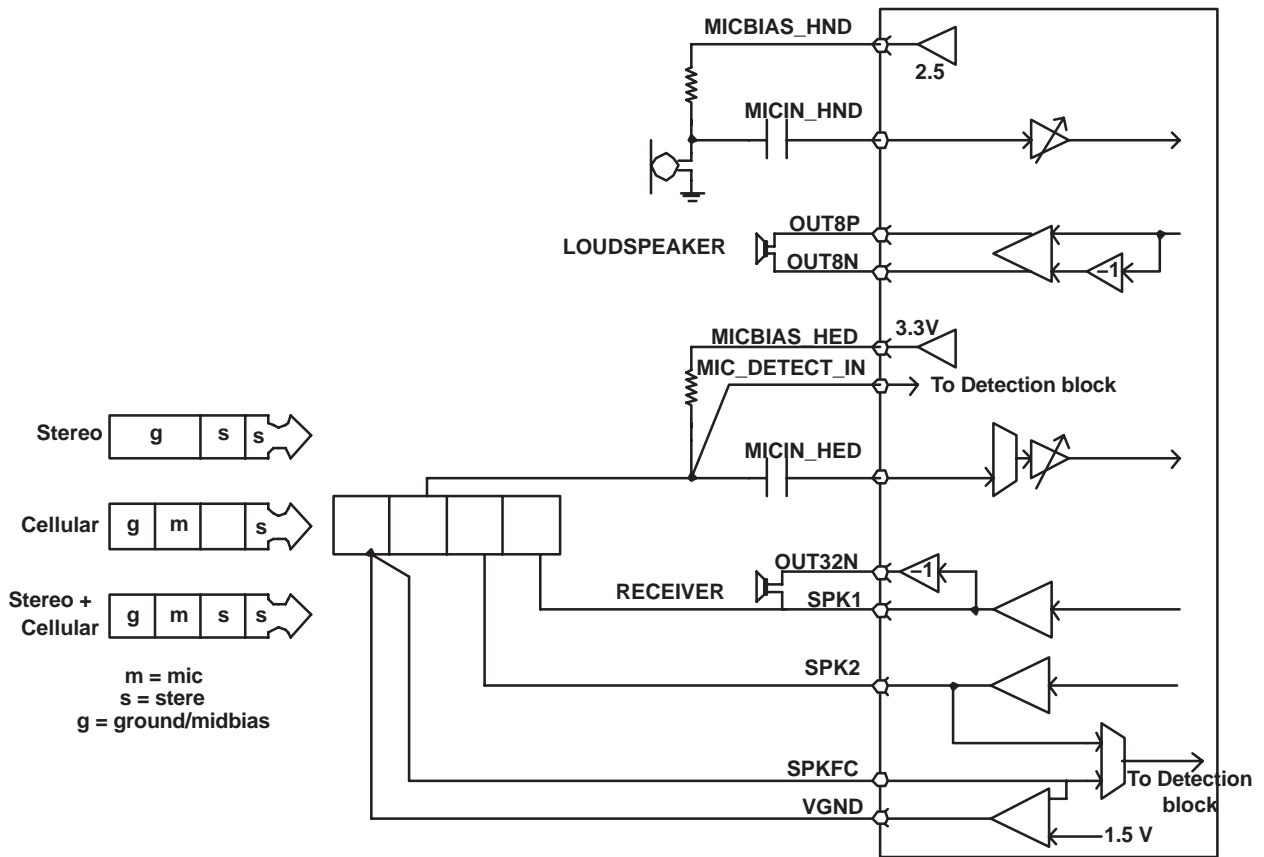 MICBIAS_HND
2.5
MICIN_HND
OUT8P
LOUDSPEAKER
OUT8N
–1
3.3V
MICBIAS_HED
MIC_DETECT_IN
To Detection block
Stereo
g
s
s
MICIN_HED
Cellular
g
m
s
OUT32N
–1
RECEIVER
SPK1
Stereo +
Cellular
g
m
s
s
SPK2
m = mic
s = stere
g = ground/midbias
SPKFC
To Detection
block
VGND
1.5 V